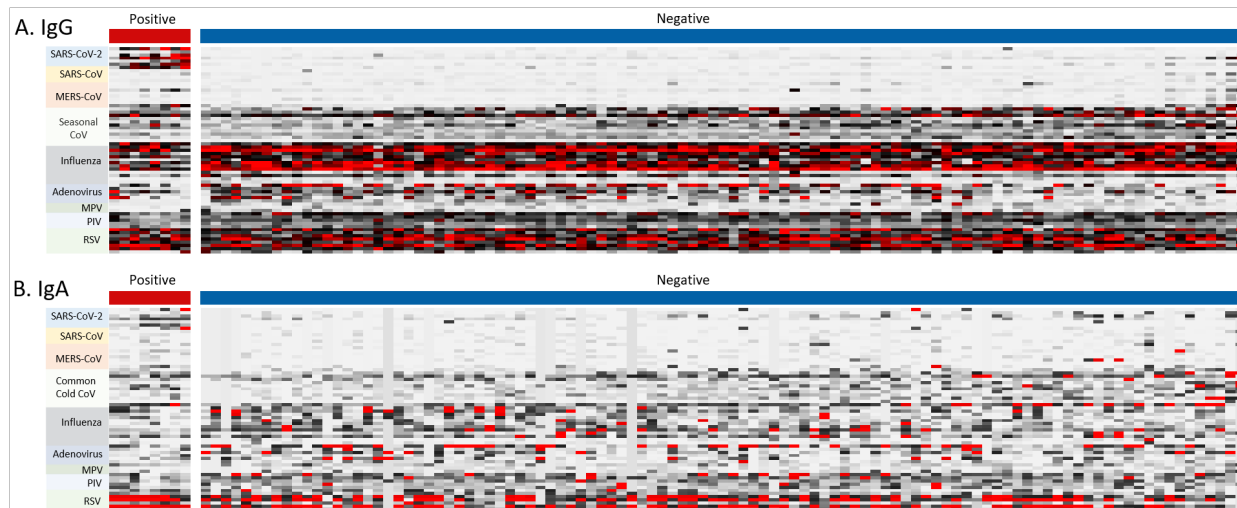 A. IgG
Positive
Negative
SARS-CoV-2
SARS-CoV
MERS-CoV
Seasonal
CoV
Influenza
Adenovirus
MPV
PIV
RSV
B. IgA
Positive
Negative
SARS-CoV-2
SARS-CoV
MERS-CoV
Common
Cold CoV
Influenza
Adenovirus
MPV
PIV
RSV